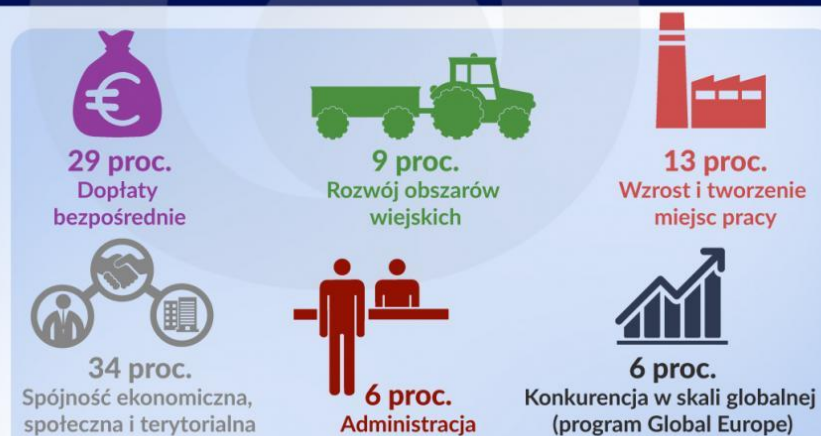 29 proc.
Dopłaty
bezpośrednie
9 proc.
Rozwój obszarów
wiejskich
13 proc.
Wzrost i tworzenie
miejsc pracy
34 proc.
Spójność ekonomiczna,
społeczna i terytorialna
6 proc.
Administracja
6 proc.
Konkurencja w skali globalnej
(program Global Europe)